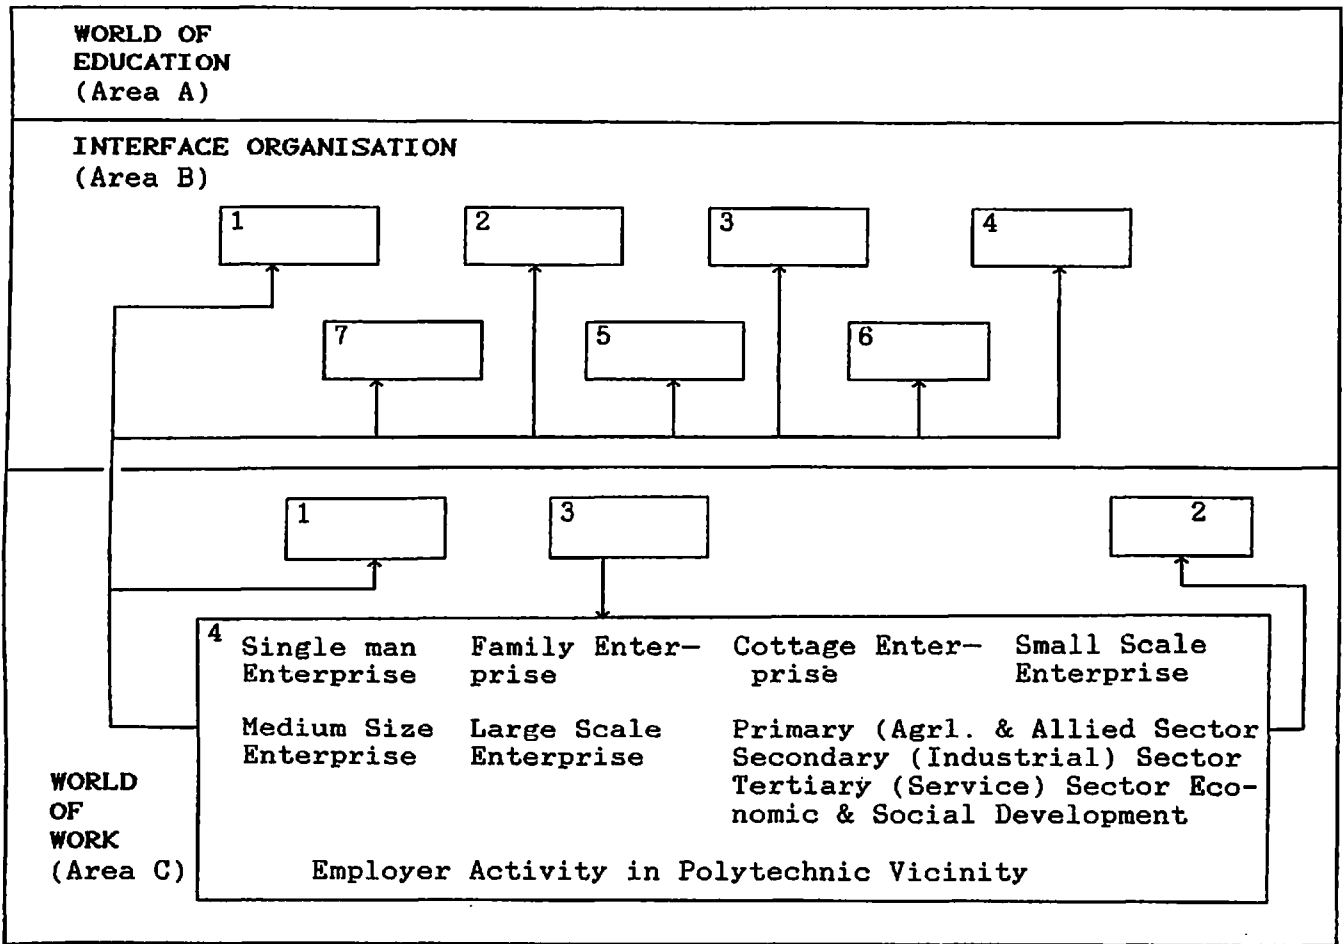 WORLD OF
EDUCATION
(Area A)
INTERFACE ORGANISATION
(Area B)
1
2
3
4
7
5
6
1
3
2
4
Single man Enterprise
Family Enter-
prise
Cottage Enter-
prise
Small Scale
Enterprise
Medium Size
Enterprise
Large Scale
Enterprise
Primary (Agrl. & Allied Sector
Secondary (Industrial) Sector
Tertiary (Service) Sector Eco-
nomic & Social Development
WORLD
OF
WORK
(Area C)
Employer Activity in Polytechnic Vicinity